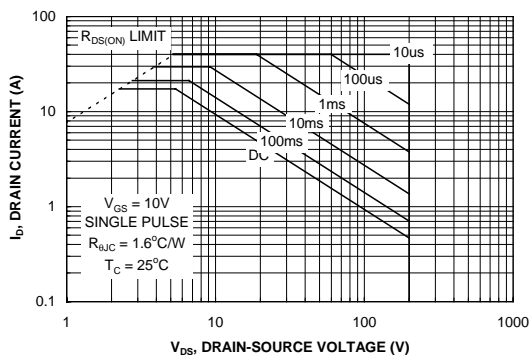 100
R_DS(ON) LIMIT
10us
100us
1ms
10ms
100ms
DC
10
1
0.1
I_D, DRAIN CURRENT (A)
V_GS = 10V
SINGLE PULSE
R_θJC = 1.6°C/W
T_C = 25°C
1 10 100 1000
V_DS, DRAIN-SOURCE VOLTAGE (V)